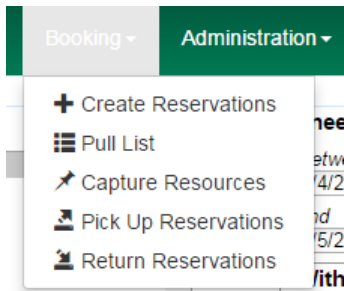 Booking Administration
Create Reservations
Pull List
Capture Resources
Pick Up Reservations
Return Reservations